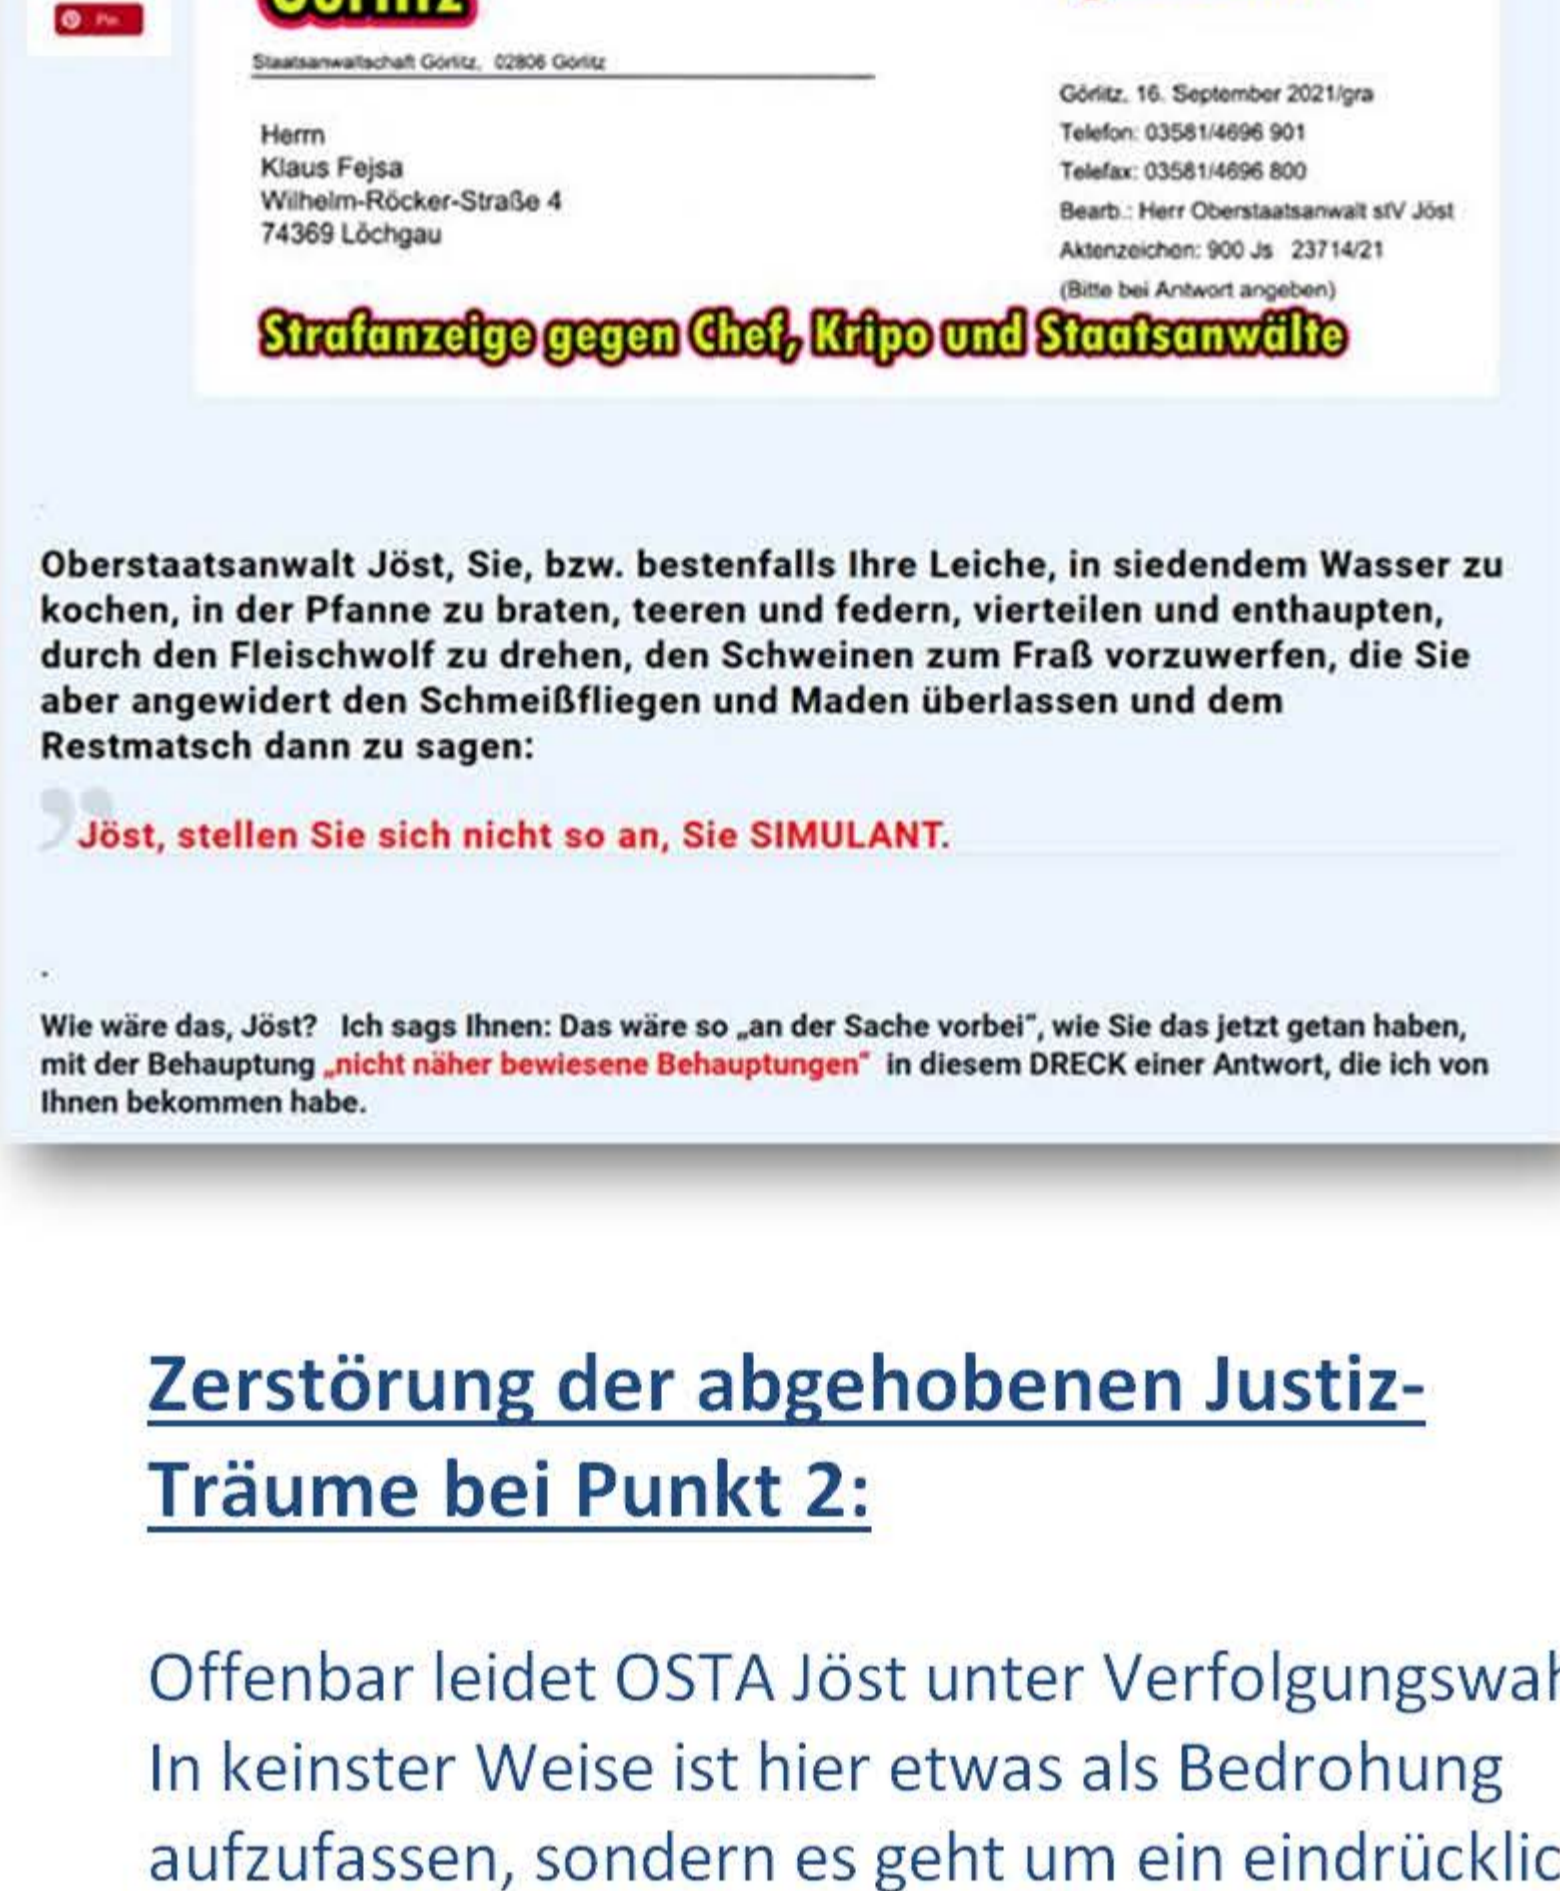 Pin
Görlitz
Staatsanwaltschaft Görlitz, 02806 Görlitz
Görlitz, 16. September 2021/gra
Telefon: 03581/4696 901
Telefax: 03581/4696 800
Bearb.: Herr Oberstaatsanwalt stV Jöst
Aktenzeichen: 900 Js 23714/21
(Bitte bei Antwort angeben)
Herrn
Klaus Fejsa
Wilhelm-Röcker-Straße 4
74369 Löchgau
Strafanzeige gegen Chef, Kripo und Staatsanwälte
Oberstaatsanwalt Jöst, Sie, bzw. bestenfalls Ihre Leiche, in siedendem Wasser zu
kochen, in der Pfanne zu braten, teeren und federn, vierteilen und enthaupten,
durch den Fleischwolf zu drehen, den Schweinen zum Fraß vorzuwerfen, die Sie
aber angewidert den Schmeißfliegen und Maden überlassen und dem
Restmatsch dann zu sagen:
Jöst, stellen Sie sich nicht so an, Sie SIMULANT.
.
Wie wäre das, Jöst? Ich sags Ihnen: Das wäre so „an der Sache vorbei", wie Sie das jetzt getan haben,
mit der Behauptung „nicht näher bewiesene Behauptungen" in diesem DRECK einer Antwort, die ich von
Ihnen bekommen habe.
Zerstörung der abgehobenen Justiz-
Träume bei Punkt 2:
Offenbar leidet OSTA Jöst unter Verfolgungswah
In keinster Weise ist hier etwas als Bedrohung
aufzufassen, sondern es geht um ein eindrücklic